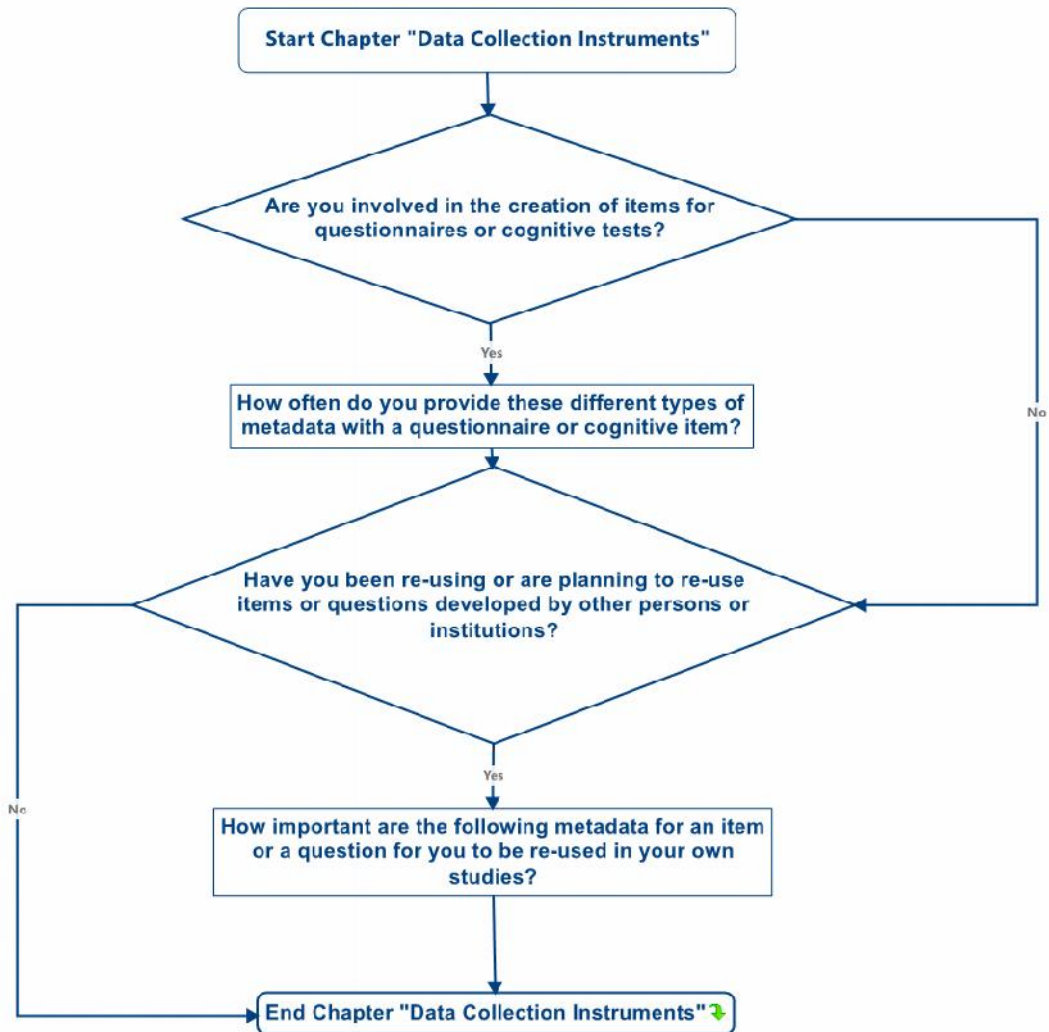 Start Chapter "Data Collection Instruments"
Are you involved in the creation of items for
questionnaires or cognitive tests?
Yes
How often do you provide these different types of
metadata with a questionnaire or cognitive item?
No
Have you been re-using or are planning to re-use
items or questions developed by other persons or
institutions?
Yes
No
How important are the following metadata for an item
or a question for you to be re-used in your own
studies?
End Chapter "Data Collection Instruments"